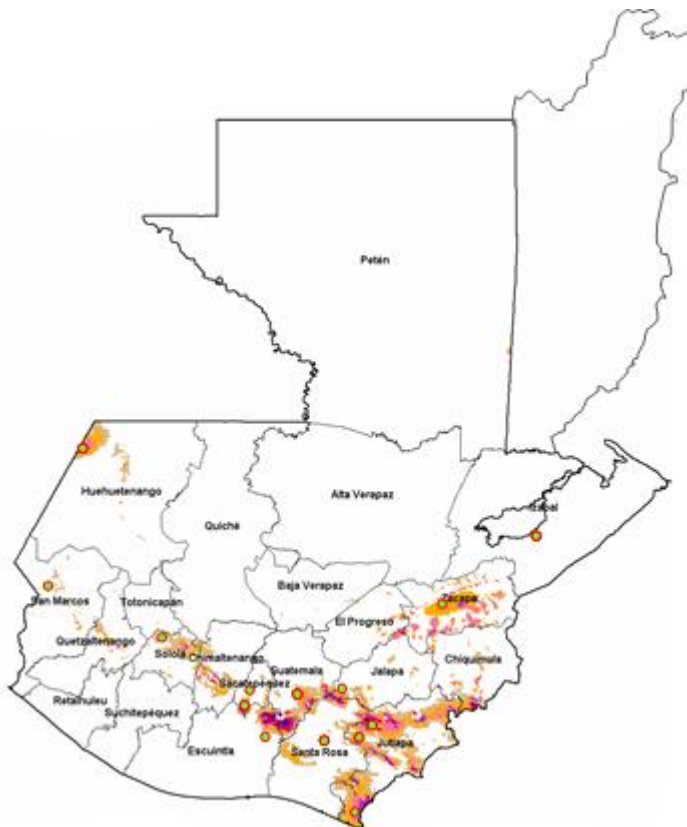 Petén
Huehuetenango
Alta Verapaz
Quiché
Baja Verapaz
San Marcos
Totonicapán
Zacapa
El Progreso
Quetzaltenango
Sololá
Chimaltenango
Guatemala
Jalapa
Chiquimula
Sacatepéquez
Retalhuleu
Suchitepéquez
Escuintla
Santa Rosa
Jutiapa